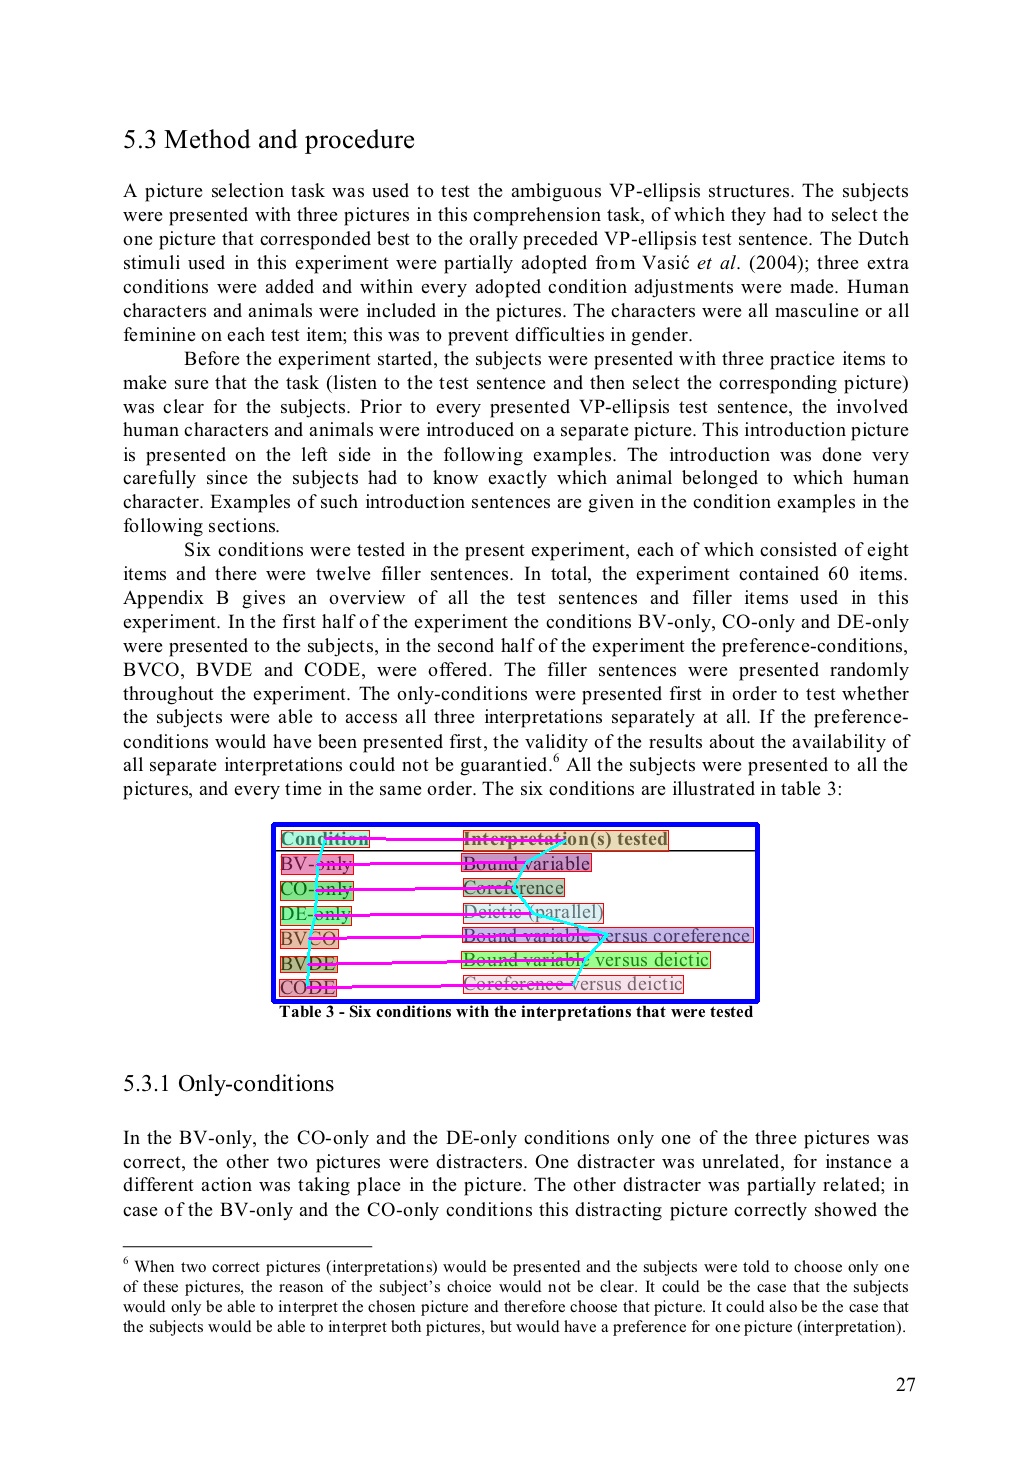 5.3 Method and procedure
A picture selection task was used to test the ambiguous VP-ellipsis structures. The subjects
were presented with three pictures in this comprehension task, of which they had to select the
one picture that corresponded best to the orally preceded VP-ellipsis test sentence. The Dutch
stimuli used in this experiment were partially adopted from Vasić et al. (2004); three extra
conditions were added and within every adopted condition adjustments were made. Human
characters and animals were included in the pictures. The characters were all masculine or all
feminine on each test item; this was to prevent difficulties in gender.
Before the experiment started, the subjects were presented with three practice items to
make sure that the task (listen to the test sentence and then select the corresponding picture)
was clear for the subjects. Prior to every presented VP-ellipsis test sentence, the involved
human characters and animals were introduced on a separate picture. This introduction picture
is presented on the left side in the following examples. The introduction was done very
carefully since the subjects had to know exactly which animal belonged to which human
character. Examples of such introduction sentences are given in the condition examples in the
following sections.
Six conditions were tested in the present experiment, each of which consisted of eight
items and there were twelve filler sentences. In total, the experiment contained 60 items.
Appendix B gives an overview of all the test sentences and filler items used in this
experiment. In the first half of the experiment the conditions BV-only, CO-only and DE-only
were presented to the subjects, in the second half of the experiment the preference-conditions,
BVCO, BVDE and CODE, were offered. The filler sentences were presented randomly
throughout the experiment. The only-conditions were presented first in order to test whether
the subjects were able to access all three interpretations separately at all. If the preference-
conditions would have been presented first, the validity of the results about the availability of
all separate interpretations could not be guarantied.6 All the subjects were presented to all the
pictures, and every time in the same order. The six conditions are illustrated in table 3:
Condition Interpretation(s) tested
BV-only Bound variable
CO-only Coreference
DE-only Deictic (parallel)
BVCO Bound variable versus coreference
BVDE Bound variable versus deictic
CODE Coreference versus deictic
Table 3 - Six conditions with the interpretations that were tested
5.3.1 Only-conditions
In the BV-only, the CO-only and the DE-only conditions only one of the three pictures was
correct, the other two pictures were distracters. One distracter was unrelated, for instance a
different action was taking place in the picture. The other distracter was partially related; in
case of the BV-only and the CO-only conditions this distracting picture correctly showed the
6 When two correct pictures (interpretations) would be presented and the subjects were told to choose only one
of these pictures, the reason of the subject’s choice would not be clear. It could be the case that the subjects
would only be able to interpret the chosen picture and therefore choose that picture. It could also be the case that
the subjects would be able to interpret both pictures, but would have a preference for one picture (interpretation).
27